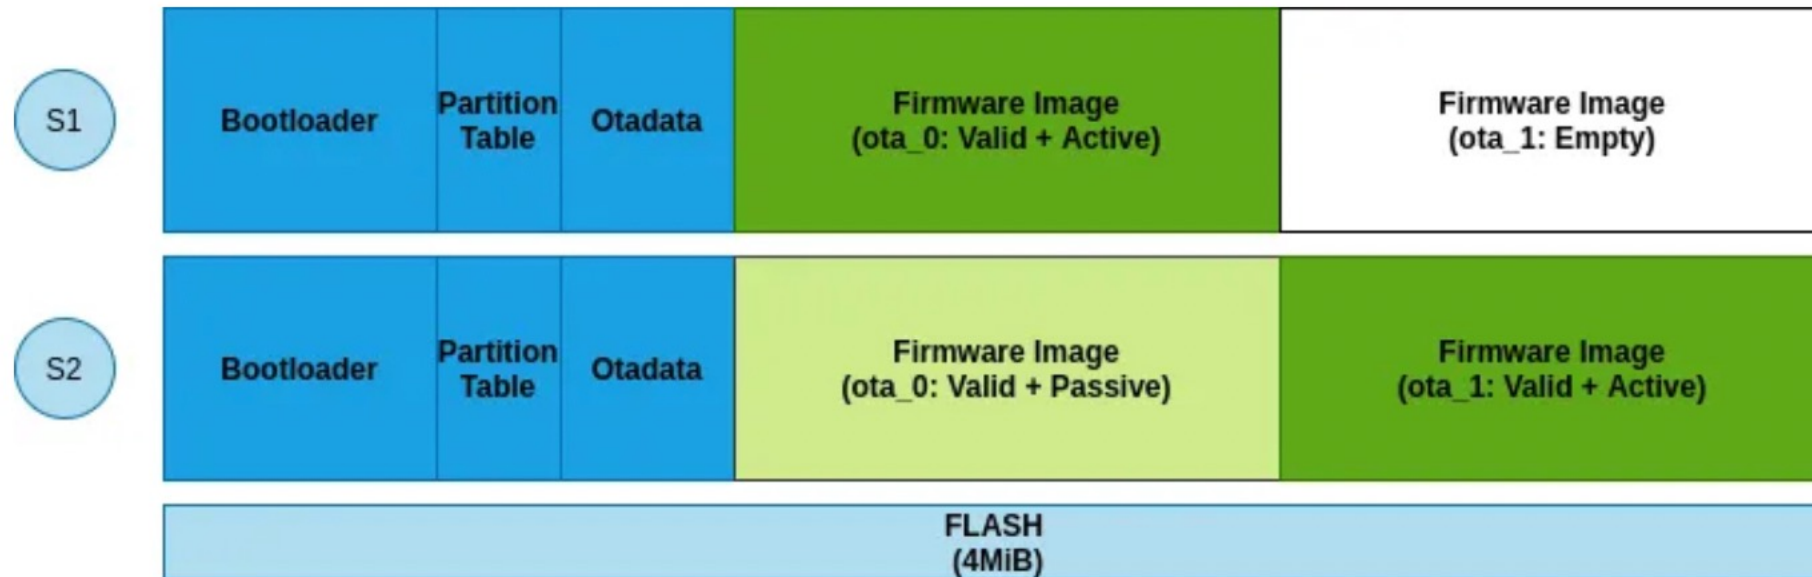 S1
Bootloader
Partition
Table
Otadata
Firmware Image
(ota_0: Valid + Active)
Firmware Image
(ota_1: Empty)
S2
Bootloader
Partition
Table
Otadata
Firmware Image
(ota_0: Valid + Passive)
Firmware Image
(ota_1: Valid + Active)
FLASH
(4MiB)